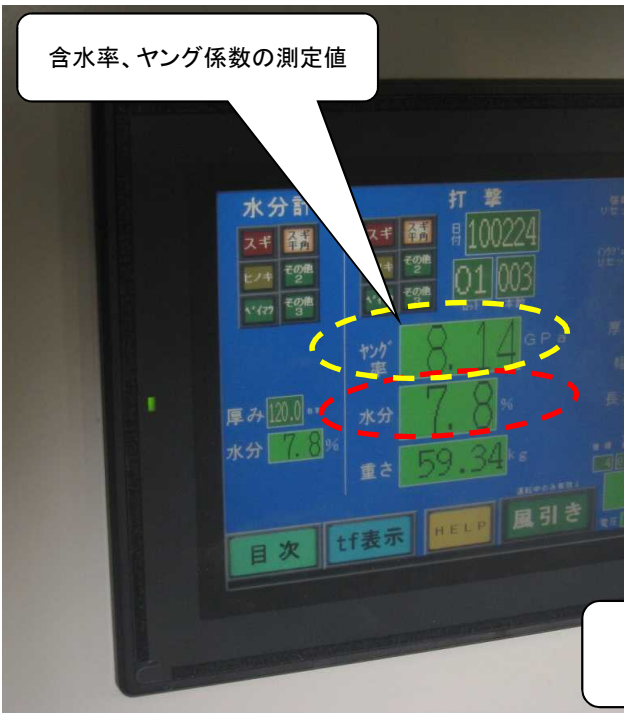 含水率、ヤング係数の測定値
水分計
スギ
スギ平角
ヒノキ
その他2
ベイマツ
その他3
打撃
スギ
スギ平角
その他2
日付 100224
01 003
ヤング率 8.14 GPa
水分 7.8 %
重さ 59.34 kg
厚み 120.0
水分 7.8 %
目次
tf表示
HELP
風引き